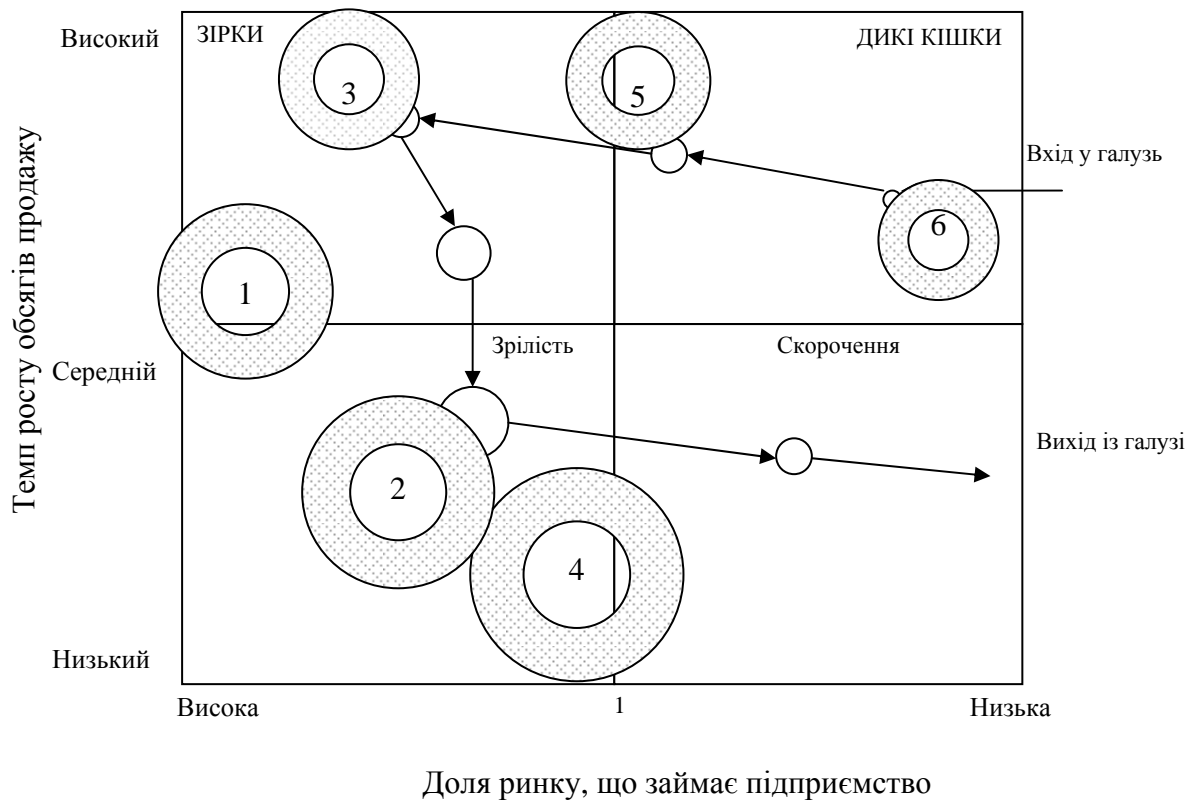 Високий
ЗІРКИ
ДИКІ КІШКИ
3
5
Вхід у галузь
6
1
Темп росту обсягів продажу
Зрілість
Скорочення
Середній
Вихід із галузі
2
4
Низький
Висока
1
Низька
Доля ринку, що займає підприємство